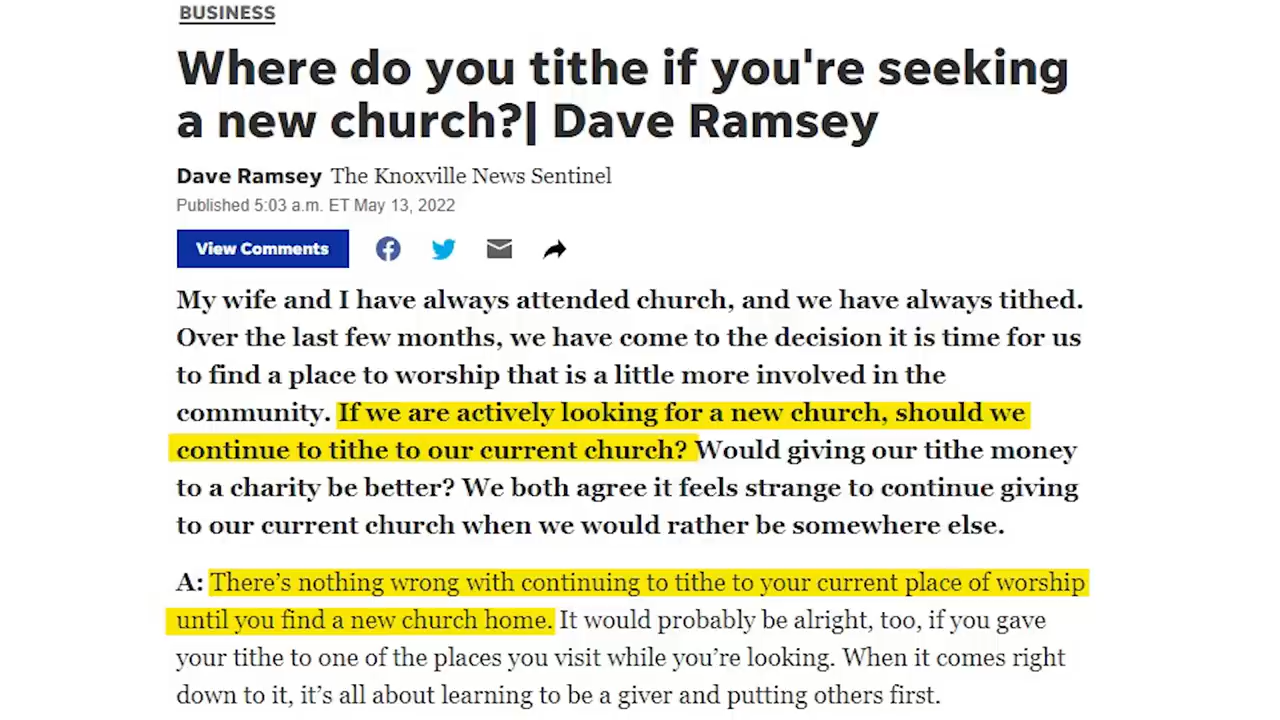 BUSINESS
Where do you tithe if you're seeking
a new church?| Dave Ramsey
Dave Ramsey The Knoxville News Sentinel
Published 5:03 a.m. ET May 13, 2022
View Comments
My wife and I have always attended church, and we have always tithed.
Over the last few months, we have come to the decision it is time for us
to find a place to worship that is a little more involved in the
community. If we are actively looking for a new church, should we
continue to tithe to our current church? Would giving our tithe money
to a charity be better? We both agree it feels strange to continue giving
to our current church when we would rather be somewhere else.
A: There’s nothing wrong with continuing to tithe to your current place of worship
until you find a new church home. It would probably be alright, too, if you gave
your tithe to one of the places you visit while you’re looking. When it comes right
down to it, it’s all about learning to be a giver and putting others first.